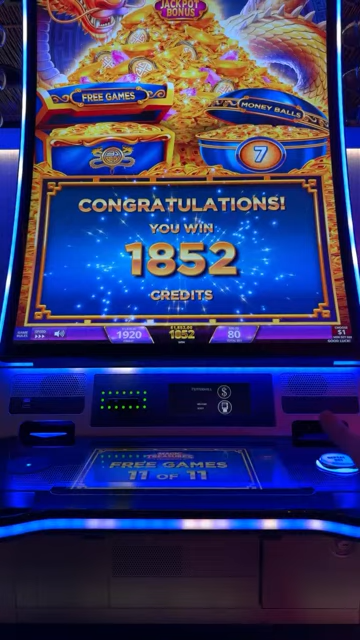 JACKPOT
BONUS
FREE GAMES
MONEY BALLS
7
CONGRATULATIONS!
YOU WIN
1852
CREDITS
1920
1852
80
$1
FREE GAMES
11 OF 11